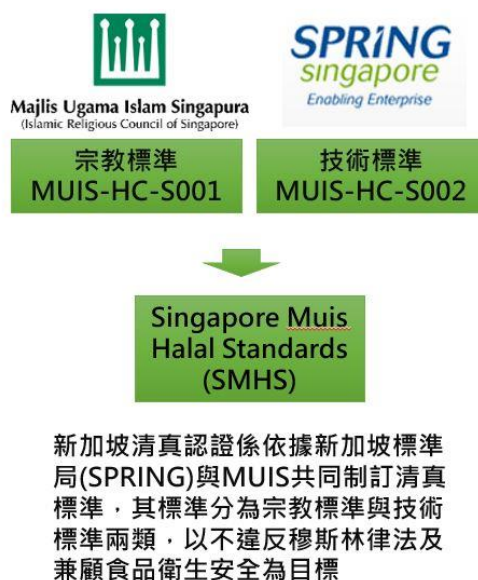 Majlis Ugama Islam Singapura
(Islamic Religious Council of Singapore)
SPRiNG
singapore
Enabling Enterprise
宗教標準
MUIS-HC-S001
技術標準
MUIS-HC-S002
Singapore Muis
Halal Standards
(SMHS)
新加坡清真認證係依據新加坡標準
局(SPRING)與MUIS共同制訂清真
標準，其標準分為宗教標準與技術
標準兩類，以不違反穆斯林律法及
兼顧食品衛生安全為目標